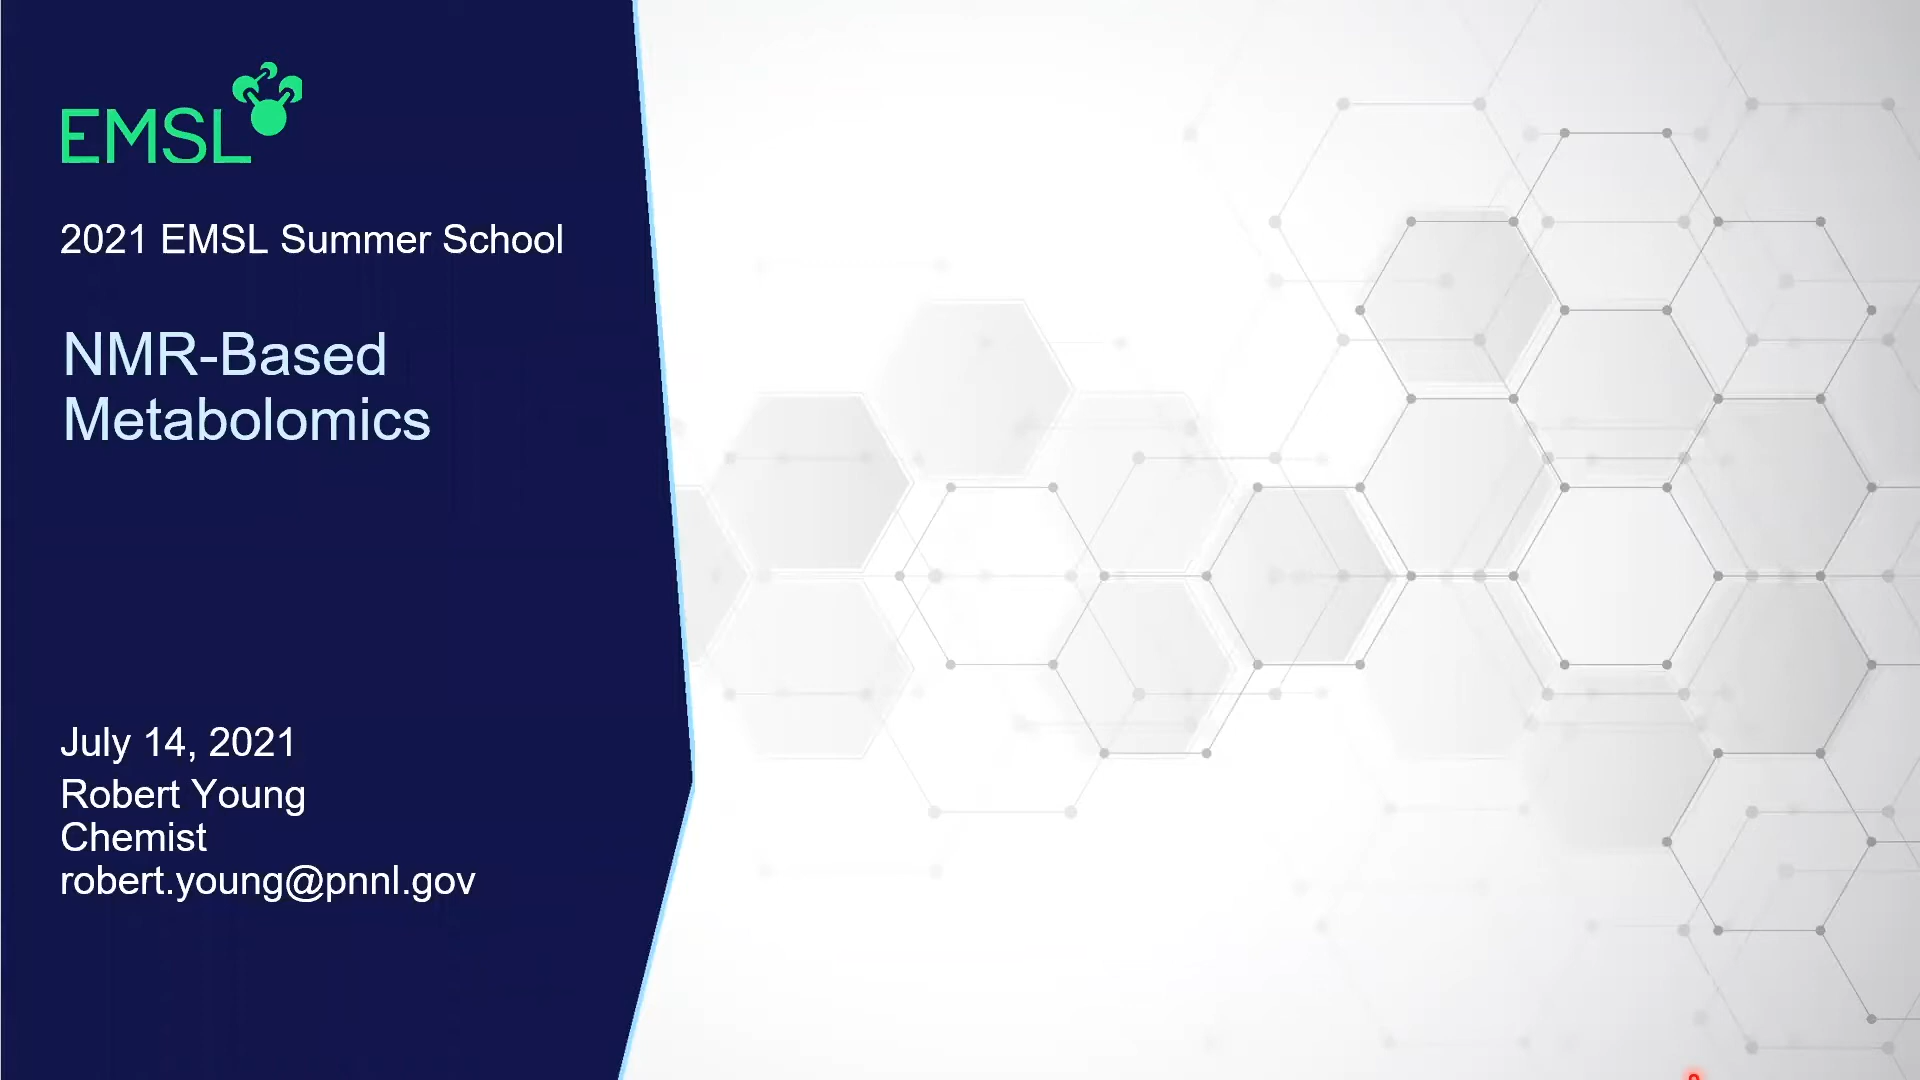 EMSL
2021 EMSL Summer School
NMR-Based
Metabolomics
July 14, 2021
Robert Young
Chemist
robert.young@pnnl.gov